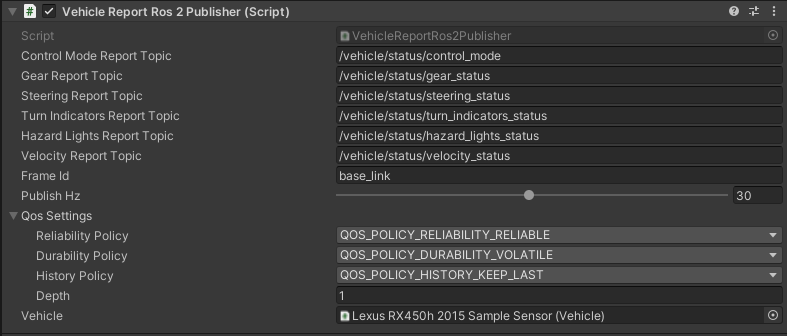 Vehicle Report Ros 2 Publisher (Script)
Script VehicleReportRos2Publisher
Control Mode Report Topic /vehicle/status/control_mode
Gear Report Topic /vehicle/status/gear_status
Steering Report Topic /vehicle/status/steering_status
Turn Indicators Report Topic /vehicle/status/turn_indicators_status
Hazard Lights Report Topic /vehicle/status/hazard_lights_status
Velocity Report Topic /vehicle/status/velocity_status
Frame Id base_link
Publish Hz 30
Qos Settings
Reliability Policy QOS_POLICY_RELIABILITY_RELIABLE
Durability Policy QOS_POLICY_DURABILITY_VOLATILE
History Policy QOS_POLICY_HISTORY_KEEP_LAST
Depth 1
Vehicle Lexus RX450h 2015 Sample Sensor (Vehicle)